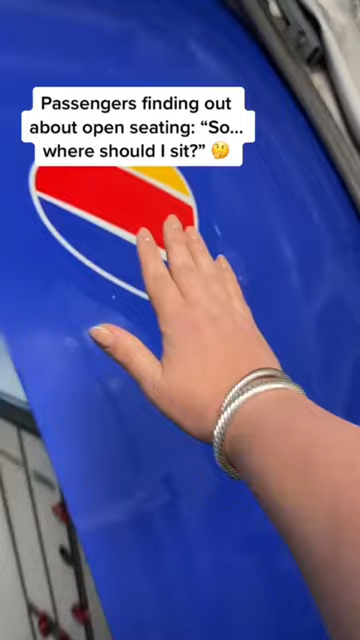 Passengers finding out
about open seating: “So...
where should I sit?” 🤔